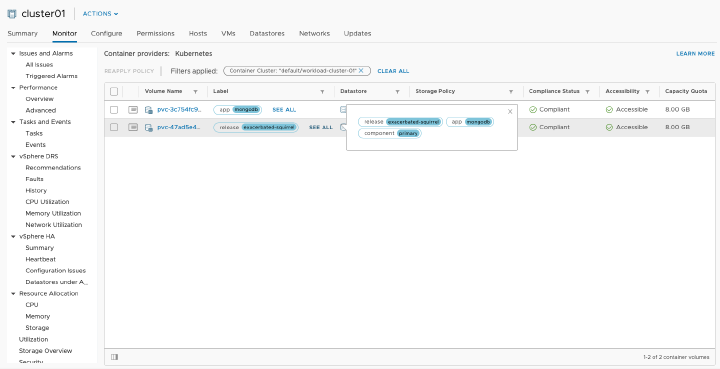 cluster01 ACTIONS
Summary Monitor Configure Permissions Hosts VMs Datastores Networks Updates
Issues and Alarms
All Issues
Triggered Alarms
Performance
Overview
Advanced
Tasks and Events
Tasks
Events
vSphere DRS
Recommendations
Faults
History
CPU Utilization
Memory Utilization
Network Utilization
vSphere HA
Summary
Heartbeat
Configuration Issues
Datastores under A...
Resource Allocation
CPU
Memory
Storage
Utilization
Storage Overview
Security
Container providers: Kubernetes LEARN MORE
REAPPLY POLICY Filters applied: Container Cluster: "default/workload-cluster-01" CLEAR ALL
Volume Name Label Datastore Storage Policy Compliance Status Accessibility Capacity Quota
pvc-3c754fc9... app mongodb SEE ALL Compliant Accessible 8.00 GB
pvc-47ad5e4... release exacerbated-squirrel SEE ALL Compliant Accessible 8.00 GB
release exacerbated-squirrel app mongodb
component primary
1-2 of 2 container volumes